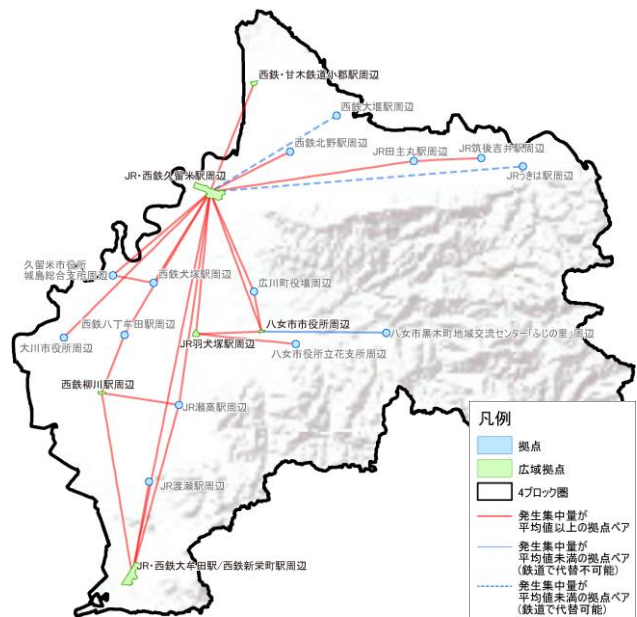 西鉄・甘木鉄道小郡駅周辺
西鉄大堰駅周辺
西鉄北野駅周辺
JR田主丸駅周辺
JR筑後吉井駅周辺
JRうきは駅周辺
JR・西鉄久留米駅周辺
久留米市役所
城島総合支所周辺
西鉄犬塚駅周辺
広川町役場周辺
西鉄八丁牟田駅周辺
八女市市役所周辺
大川市役所周辺
JR羽犬塚駅周辺
八女市黒木町地域交流センター「ふじの里」周辺
八女市役所立花支所周辺
西鉄柳川駅周辺
JR瀬高駅周辺
JR渡瀬駅周辺
JR・西鉄大牟田駅/西鉄新栄町駅周辺
凡例
拠点
広域拠点
4ブロック圏
発生集中量が
平均値以上の拠点ペア
発生集中量が
平均値未満の拠点ペア
(鉄道で代替不可能)
発生集中量が
平均値未満の拠点ペア
(鉄道で代替可能)